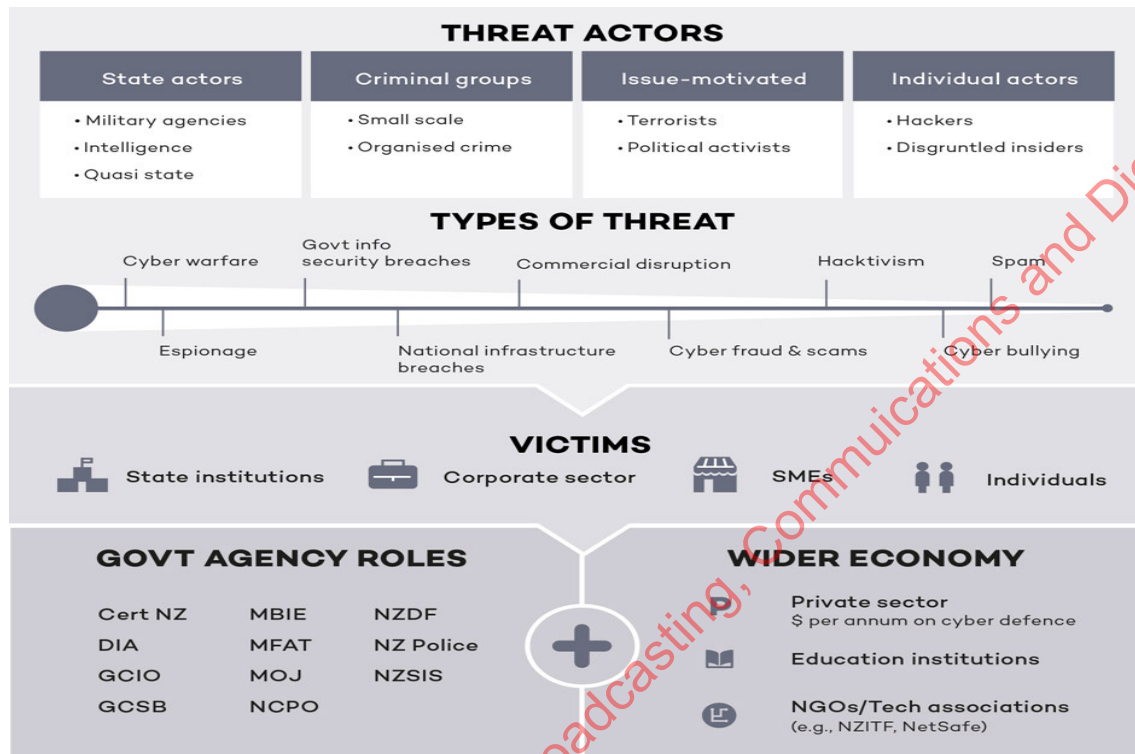 THREAT ACTORS
State actors
• Military agencies
• Intelligence
• Quasi state
Criminal groups
• Small scale
• Organised crime
Issue-motivated
• Terrorists
• Political activists
Individual actors
• Hackers
• Disgruntled insiders
TYPES OF THREAT
Cyber warfare
Govt info
security breaches
Commercial disruption
Hacktivism
Spam
Espionage
National infrastructure
breaches
Cyber fraud & scams
Cyber bullying
VICTIMS
State institutions
Corporate sector
SMEs
Individuals
GOVT AGENCY ROLES
Cert NZ
DIA
GCIO
GCSB
MBIE
MFAT
MOJ
NCPO
NZDF
NZ Police
NZSIS
WIDER ECONOMY
P
Private sector
$ per annum on cyber defence
Education institutions
NGOs/Tech associations
(e.g., NZITF, NetSafe)
Commuications and